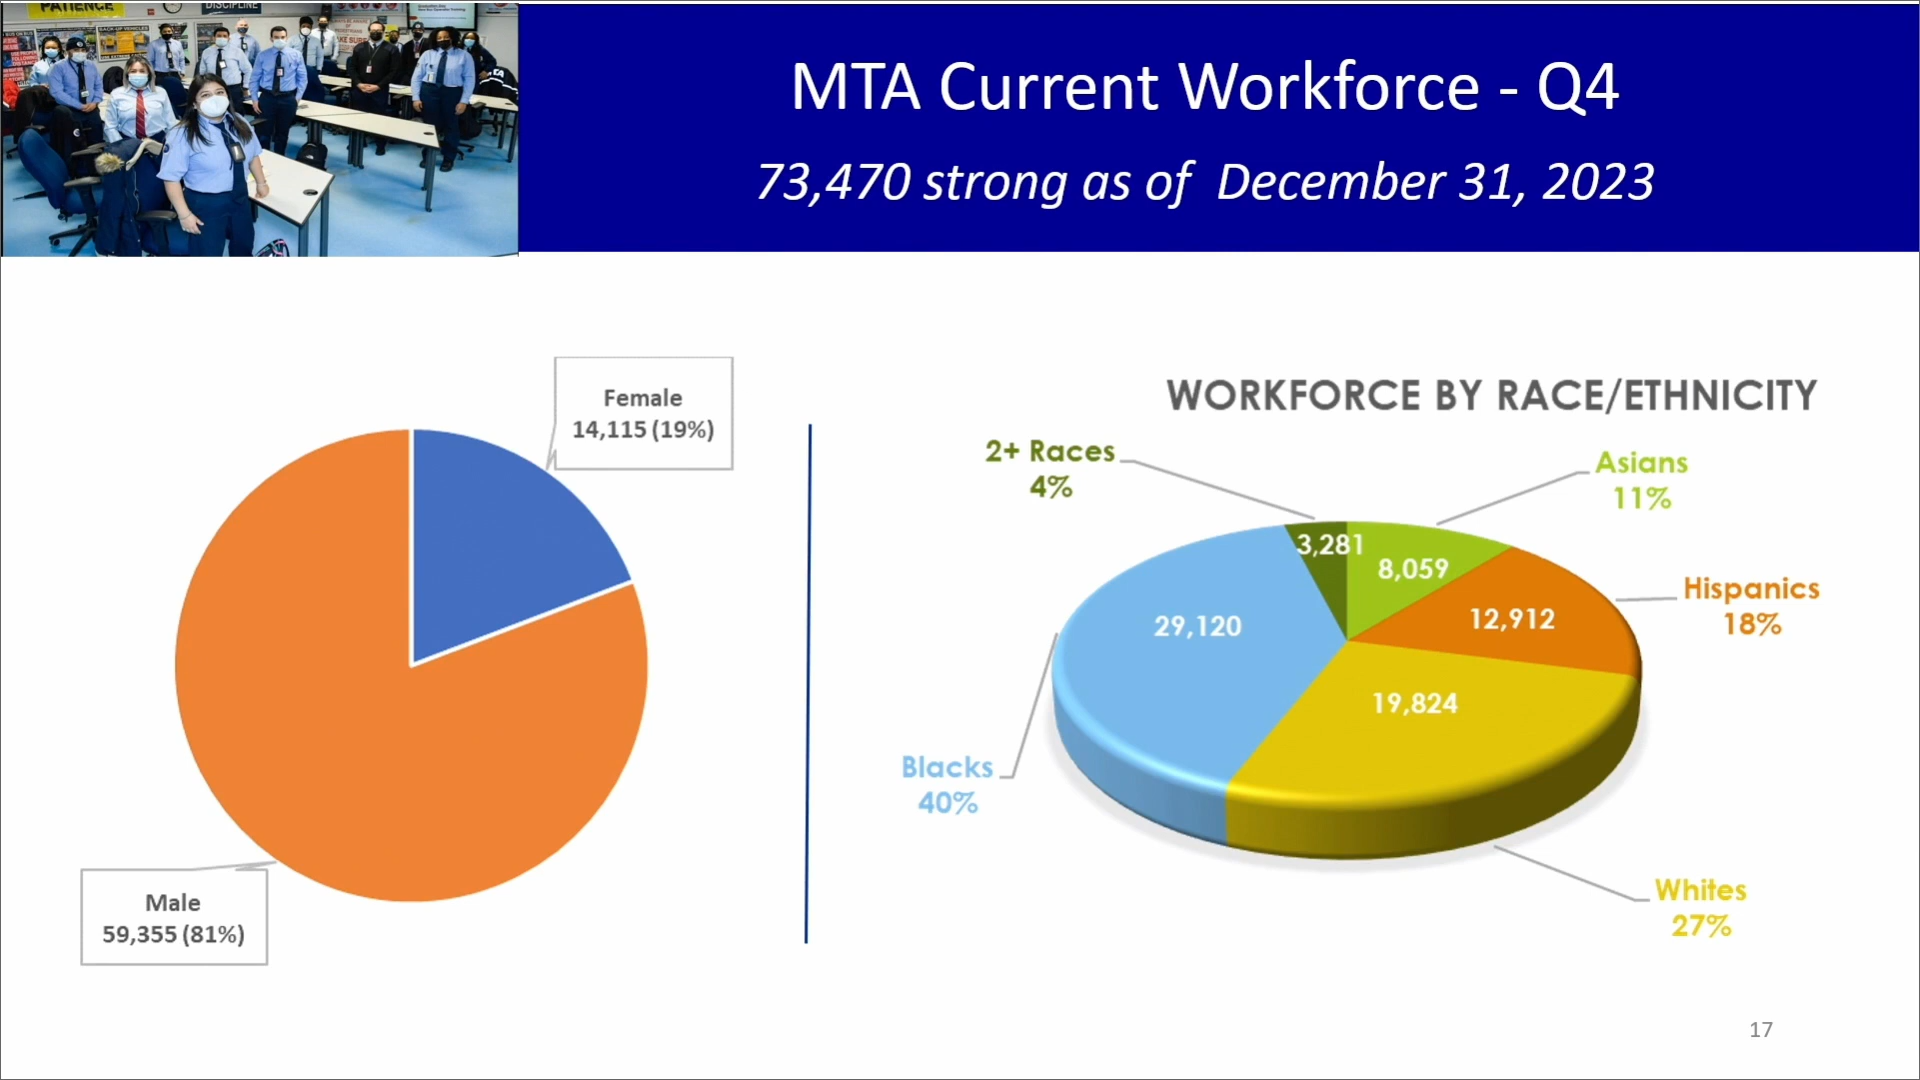 PATIENCE
DISCIPLINE
MTA Current Workforce - Q4
73,470 strong as of December 31, 2023
Female
14,115 (19%)
Male
59,355 (81%)
WORKFORCE BY RACE/ETHNICITY
2+ Races
4%
Asians
11%
3,281
8,059
Hispanics
18%
12,912
29,120
19,824
Blacks
40%
Whites
27%
17